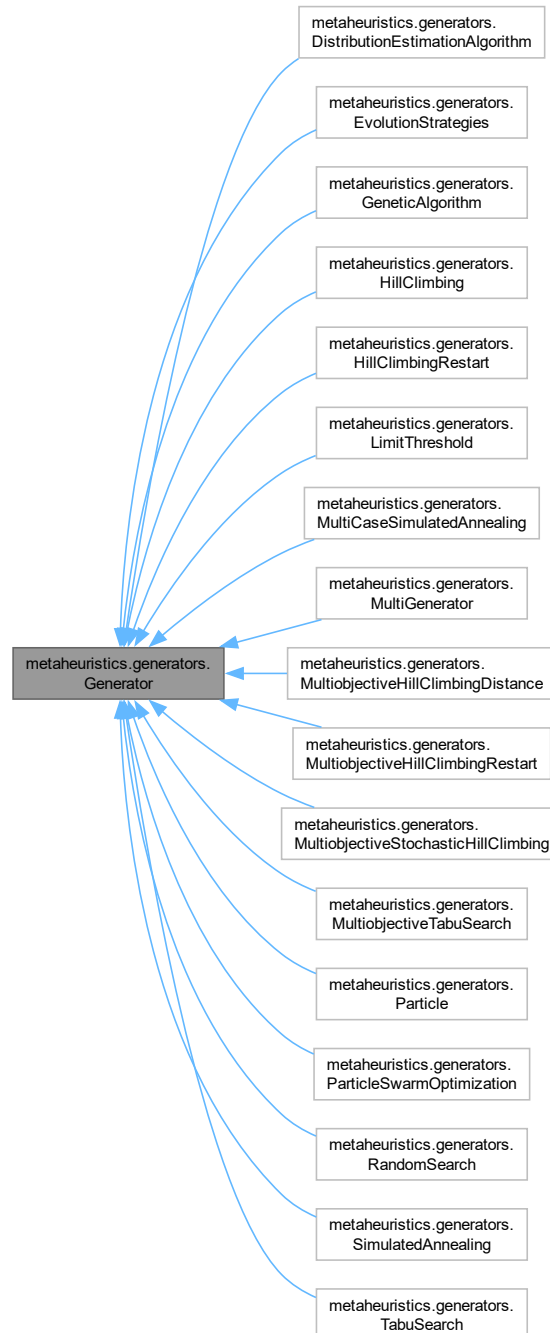 metaheuristics.generators.
DistributionEstimationAlgorithm
metaheuristics.generators.
EvolutionStrategies
metaheuristics.generators.
GeneticAlgorithm
metaheuristics.generators.
HillClimbing
metaheuristics.generators.
HillClimbingRestart
metaheuristics.generators.
LimitThreshold
metaheuristics.generators.
MultiCaseSimulatedAnnealing
metaheuristics.generators.
MultiGenerator
metaheuristics.generators.
Generator
metaheuristics.generators.
MultiobjectiveHillClimbingDistance
metaheuristics.generators.
MultiobjectiveHillClimbingRestart
metaheuristics.generators.
MultiobjectiveStochasticHillClimbing
metaheuristics.generators.
MultiobjectiveTabuSearch
metaheuristics.generators.
Particle
metaheuristics.generators.
ParticleSwarmOptimization
metaheuristics.generators.
RandomSearch
metaheuristics.generators.
SimulatedAnnealing
metaheuristics.generators.
TabuSearch